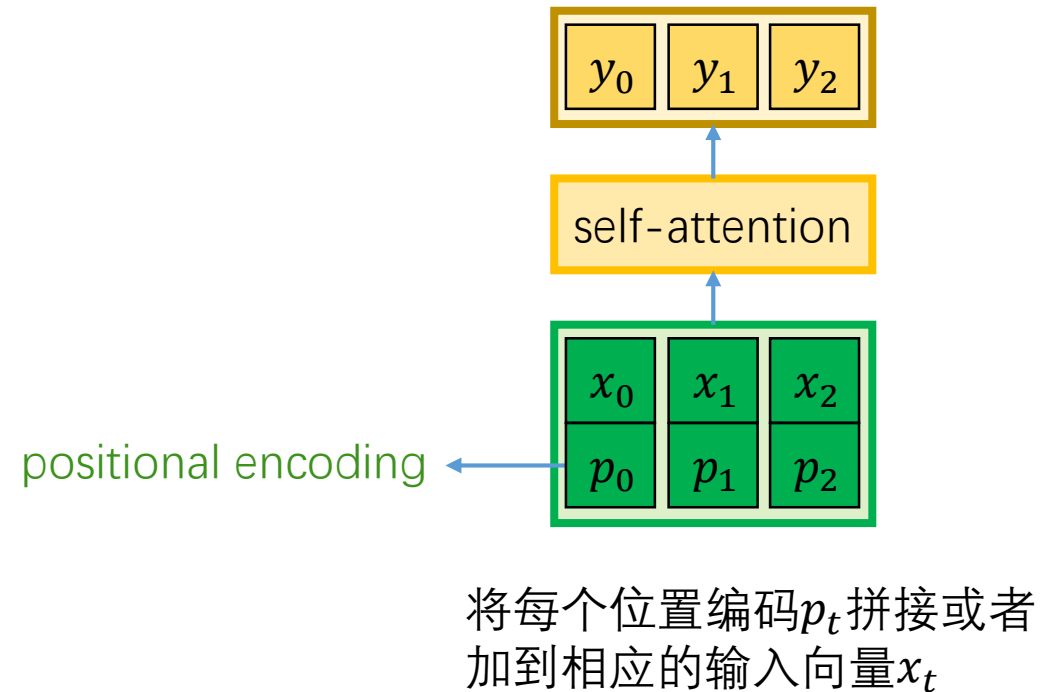 y₀ y₁ y₂
self-attention
x₀ x₁ x₂
positional encoding
p₀ p₁ p₂
将每个位置编码pₜ拼接或者
加到相应的输入向量xₜ